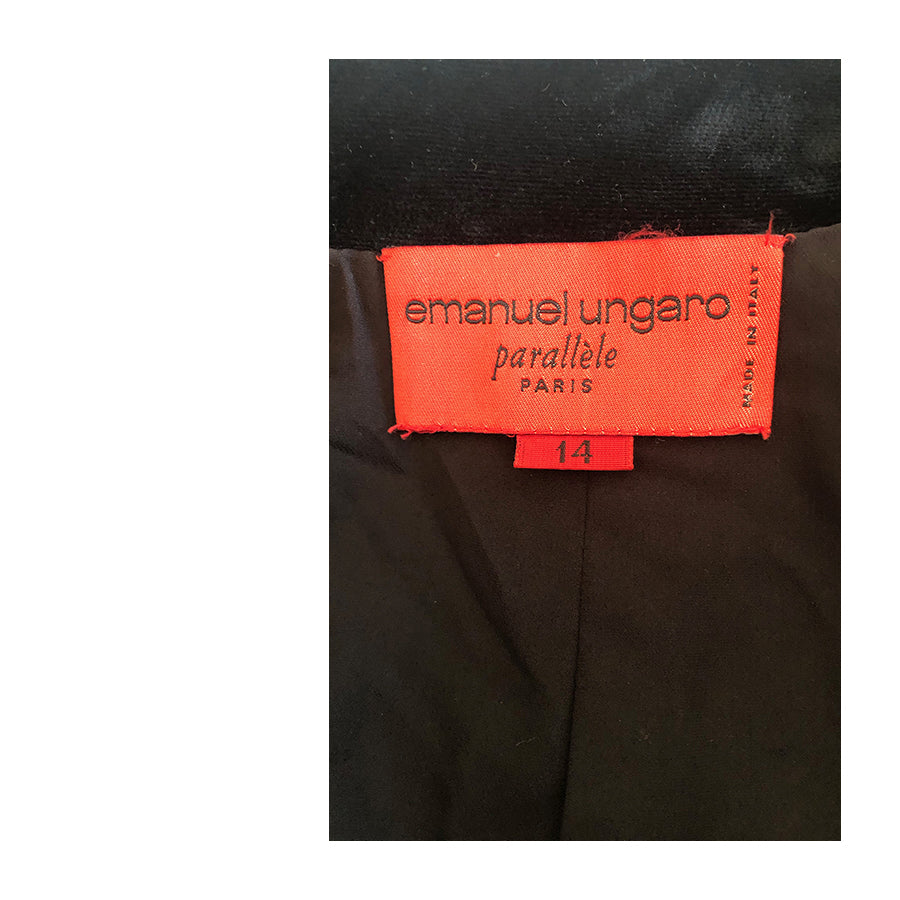 emanuel ungaro
parallèle
PARIS
MADE IN ITALY
14